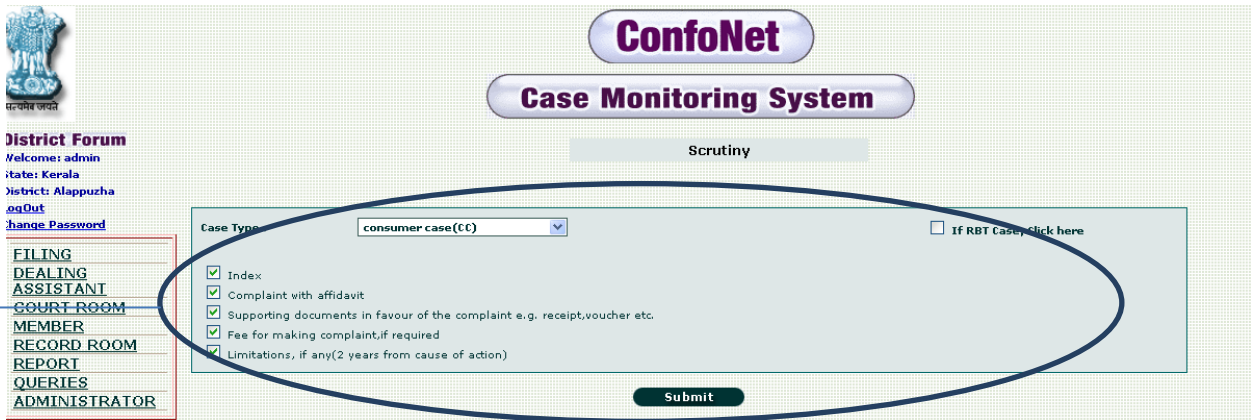 ConfoNet
Case Monitoring System
सत्यमेव जयते
District Forum
Welcome: admin
State: Kerala
District: Alappuzha
LogOut
Change Password
Scrutiny
Case Type
consumer case(CC)
If RBT Case, Click here
FILING
DEALING
ASSISTANT
COURT ROOM
MEMBER
RECORD ROOM
REPORT
QUERIES
ADMINISTRATOR
Index
Complaint with affidavit
Supporting documents in favour of the complaint e.g. receipt,voucher etc.
Fee for making complaint,if required
Limitations, if any(2 years from cause of action)
Submit